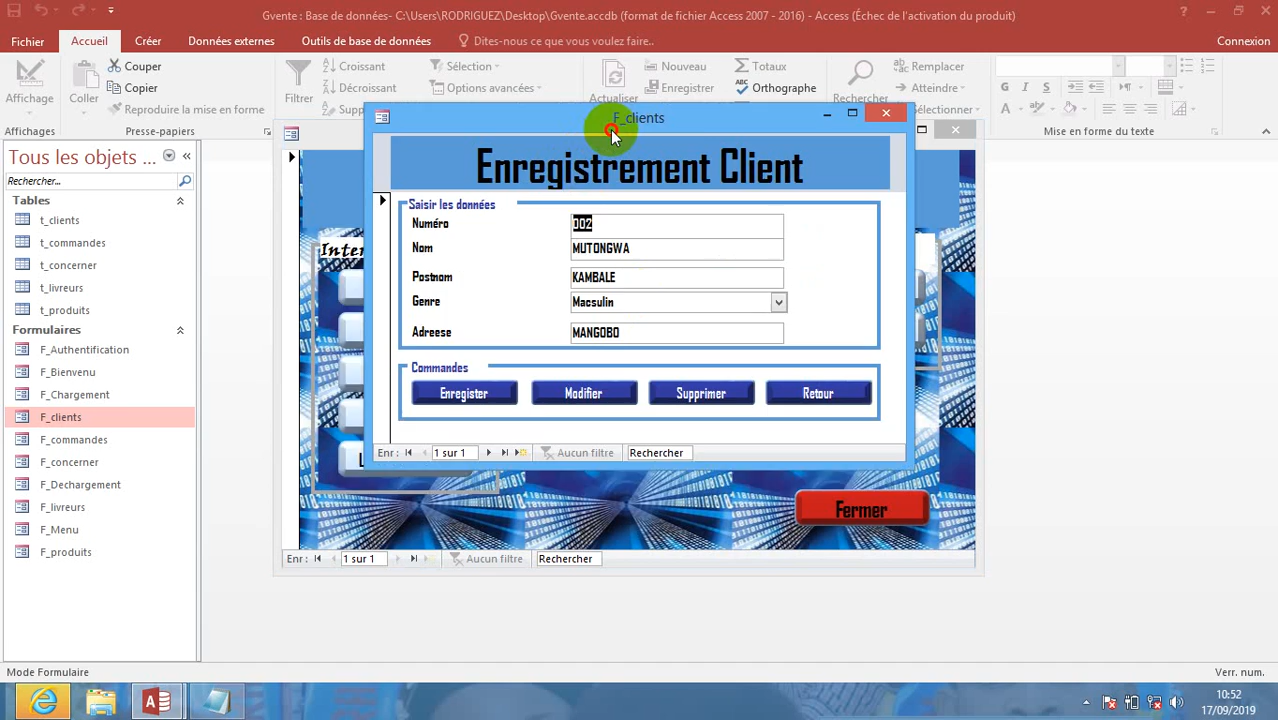 Gvente : Base de données- C:\Users\RODRIGUEZ\Desktop\Gvente.accdb (format de fichier Access 2007 - 2016) - Access (Échec de l'activation du produit)
Fichier Accueil Créer Données externes Outils de base de données Dites-nous ce que vous voulez faire.. Connexion
Affichage Coller Couper Copier Reproduire la mise en forme
Filtrer Croissant Décroissant Sélection Options avancées
Actualiser Nouveau Enregistrer Totaux Orthographe
Rechercher Remplacer Atteindre Sélectionner
G I S
Affichages Presse-papiers Mise en forme du texte
Tous les objets ...
Rechercher...
Tables
t_clients
t_commandes
t_concerner
t_livreurs
t_produits
Formulaires
F_Authentification
F_Bienvenu
F_Chargement
F_clients
F_commandes
F_concerner
F_Dechargement
F_livreurs
F_Menu
F_produits
F_clients
Enregistrement Client
Saisir les données
Numéro 002
Nom MUTONGWA
Postnom KAMBALE
Genre Macsulin
Adreese MANGOBO
Commandes
Enregister Modifier Supprimer Retour
Enr : 1 sur 1 Aucun filtre Rechercher
Fermer
Enr : 1 sur 1 Aucun filtre Rechercher
Mode Formulaire Verr. num.
10:52
17/09/2019